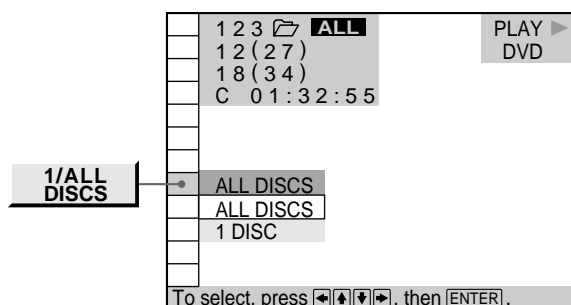 123 ALL
12(27)
18(34)
C 01:32:55
PLAY
DVD
1/ALL
DISCS
ALL DISCS
ALL DISCS
1 DISC
To select, press ←↑↓→, then ENTER.